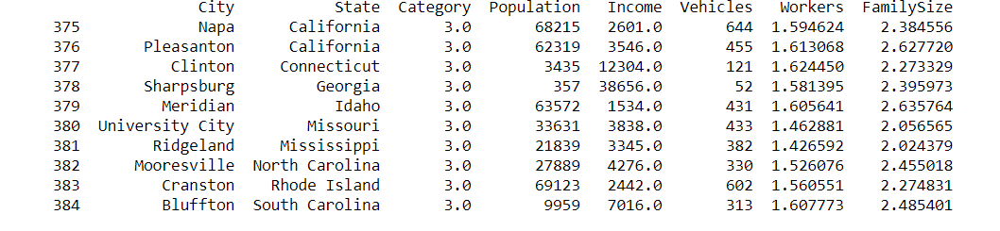 City State Category Population Income Vehicles Workers FamilySize
375 Napa California 3.0 68215 2601.0 644 1.594624 2.384556
376 Pleasanton California 3.0 62319 3546.0 455 1.613068 2.627720
377 Clinton Connecticut 3.0 3435 12304.0 121 1.624450 2.273329
378 Sharpsburg Georgia 3.0 357 38656.0 52 1.581395 2.395973
379 Meridian Idaho 3.0 63572 1534.0 431 1.605641 2.635764
380 University City Missouri 3.0 33631 3838.0 433 1.462881 2.056565
381 Ridgeland Mississippi 3.0 21839 3345.0 382 1.426592 2.024379
382 Mooresville North Carolina 3.0 27889 4276.0 330 1.526076 2.455018
383 Cranston Rhode Island 3.0 69123 2442.0 602 1.560551 2.274831
384 Bluffton South Carolina 3.0 9959 7016.0 313 1.607773 2.485401